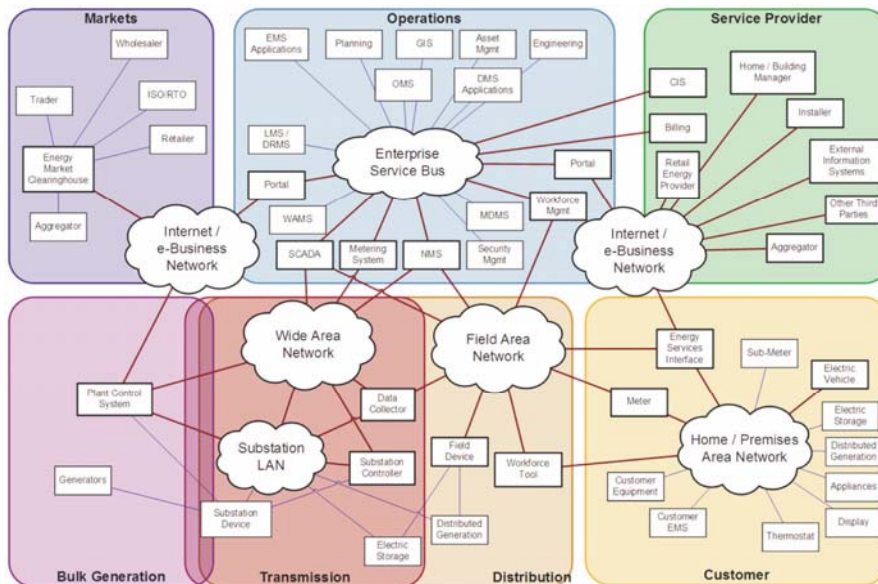 Markets
Operations
Service Provider
Wholesaler
Trader
ISO/RTO
Retailer
Energy
Market
Clearinghouse
Aggregator
Internet /
e-Business
Network
EMS
Applications
Planning
GIS
Asset
Mgmt
Engineering
OMS
DMS
Applications
LMS /
DRMS
Enterprise
Service Bus
Portal
Portal
WAMS
MDMS
Workforce
Mgmt
SCADA
Metering
System
NMS
Security
Mgmt
CIS
Home / Building
Manager
Billing
Installer
Retail
Energy
Provider
External
Information
Systems
Other Third
Parties
Aggregator
Internet /
e-Business
Network
Wide Area
Network
Field Area
Network
Energy
Services
Interface
Sub-Meter
Electric
Vehicle
Plant Control
System
Data
Collector
Meter
Electric
Storage
Substation
LAN
Substation
Controller
Field
Device
Workforce
Tool
Home / Premises
Area Network
Distributed
Generation
Generators
Substation
Device
Electric
Storage
Distributed
Generation
Customer
Equipment
Customer
EMS
Thermostat
Display
Appliances
Bulk Generation
Transmission
Distribution
Customer